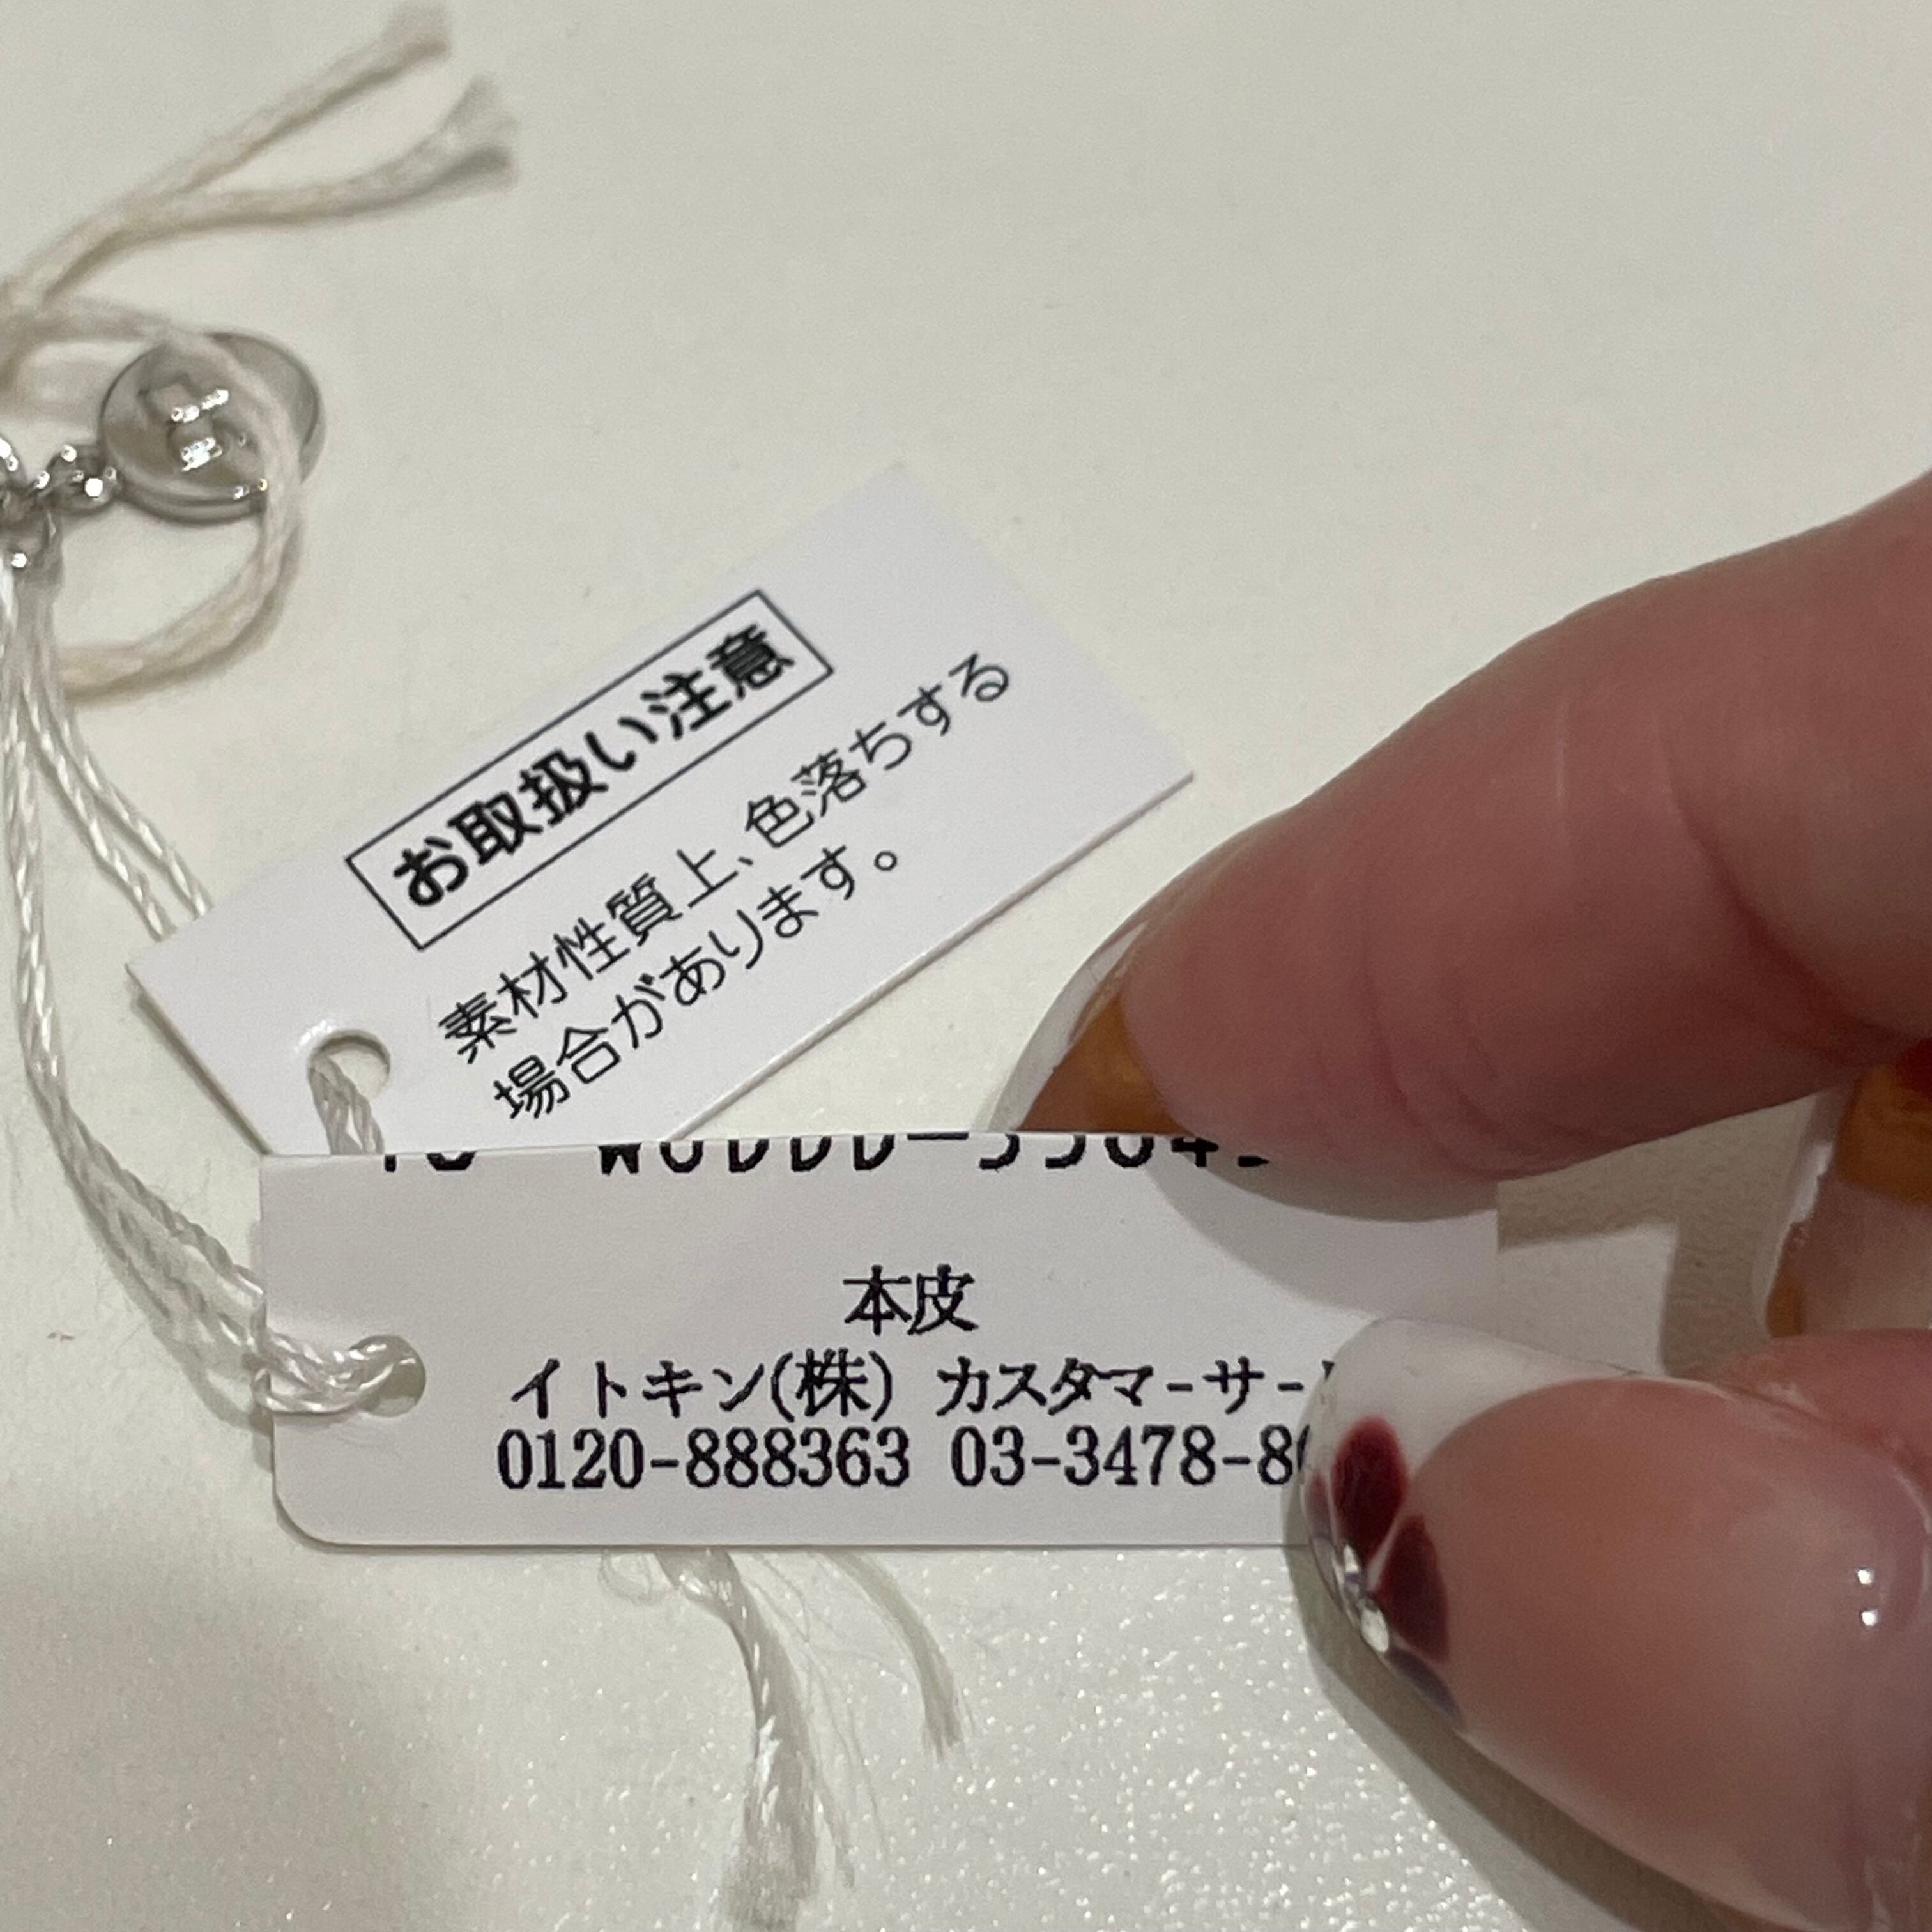 お取扱い注意
素材性質上、色落ちする
場合があります。
本皮
イトキン(株) カスタマ-サ-
0120-888363 03-3478-8